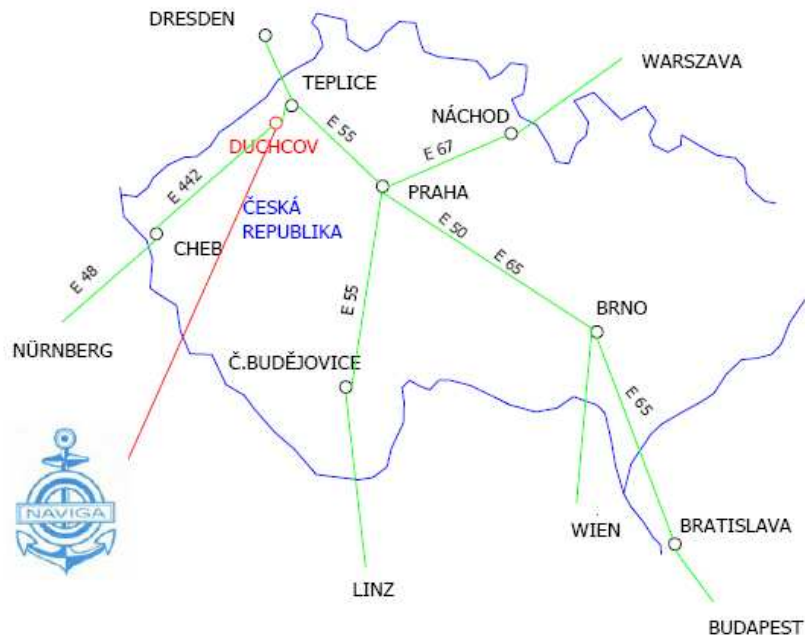 DRESDEN
WARSZAVA
TEPLICE
NÁCHOD
E 55
DUCHCOV
E 67
E 442
PRAHA
ČESKÁ
REPUBLIKA
CHEB
E 50
E 65
E 48
E 55
BRNO
NÜRNBERG
Č.BUDĚJOVICE
E 65
NAVIGA
WIEN
BRATISLAVA
LINZ
BUDAPEST